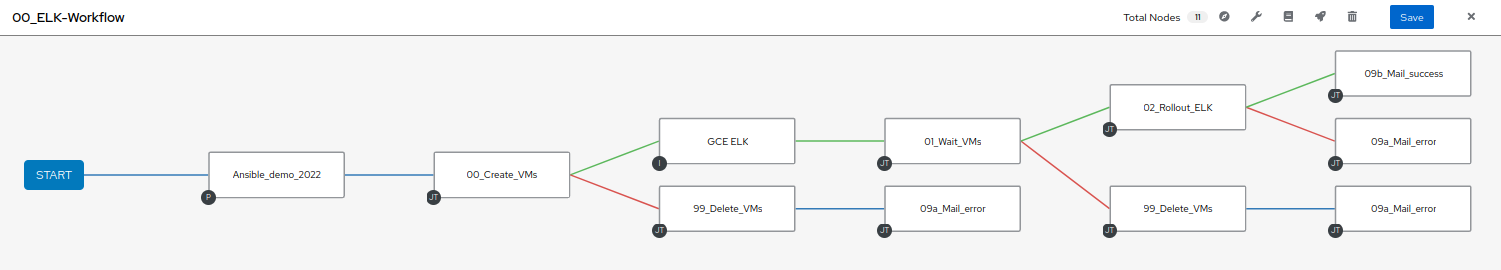 00_ELK-Workflow
Total Nodes 11
Save
START
Ansible_demo_2022
P
00_Create_VMs
JT
GCE ELK
I
99_Delete_VMs
JT
01_Wait_VMs
JT
09a_Mail_error
JT
02_Rollout_ELK
JT
99_Delete_VMs
JT
09b_Mail_success
JT
09a_Mail_error
JT
09a_Mail_error
JT